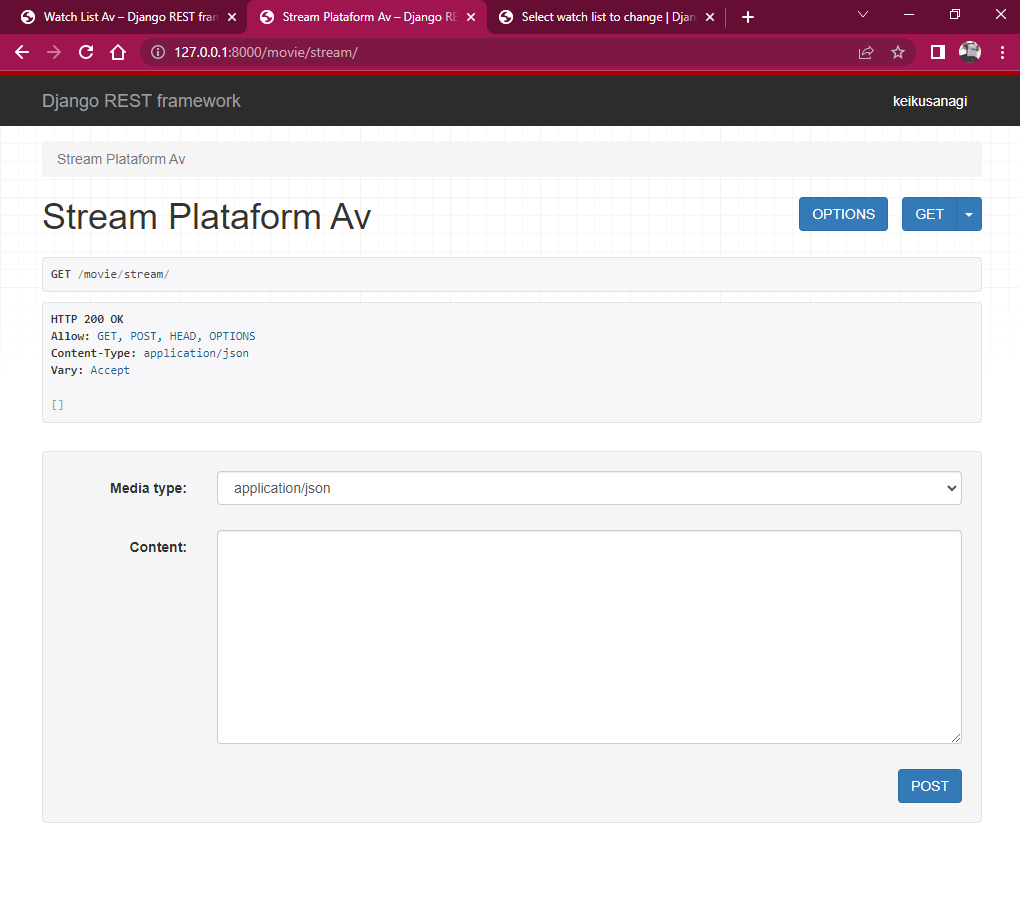 Watch List Av – Django REST fram
Stream Plataform Av – Django RE
Select watch list to change | Djan
127.0.0.1:8000/movie/stream/
Django REST framework
keikusanagi
Stream Plataform Av
Stream Plataform Av
OPTIONS
GET
GET /movie/stream/
HTTP 200 OK
Allow: GET, POST, HEAD, OPTIONS
Content-Type: application/json
Vary: Accept
[]
Media type:
application/json
Content:
POST